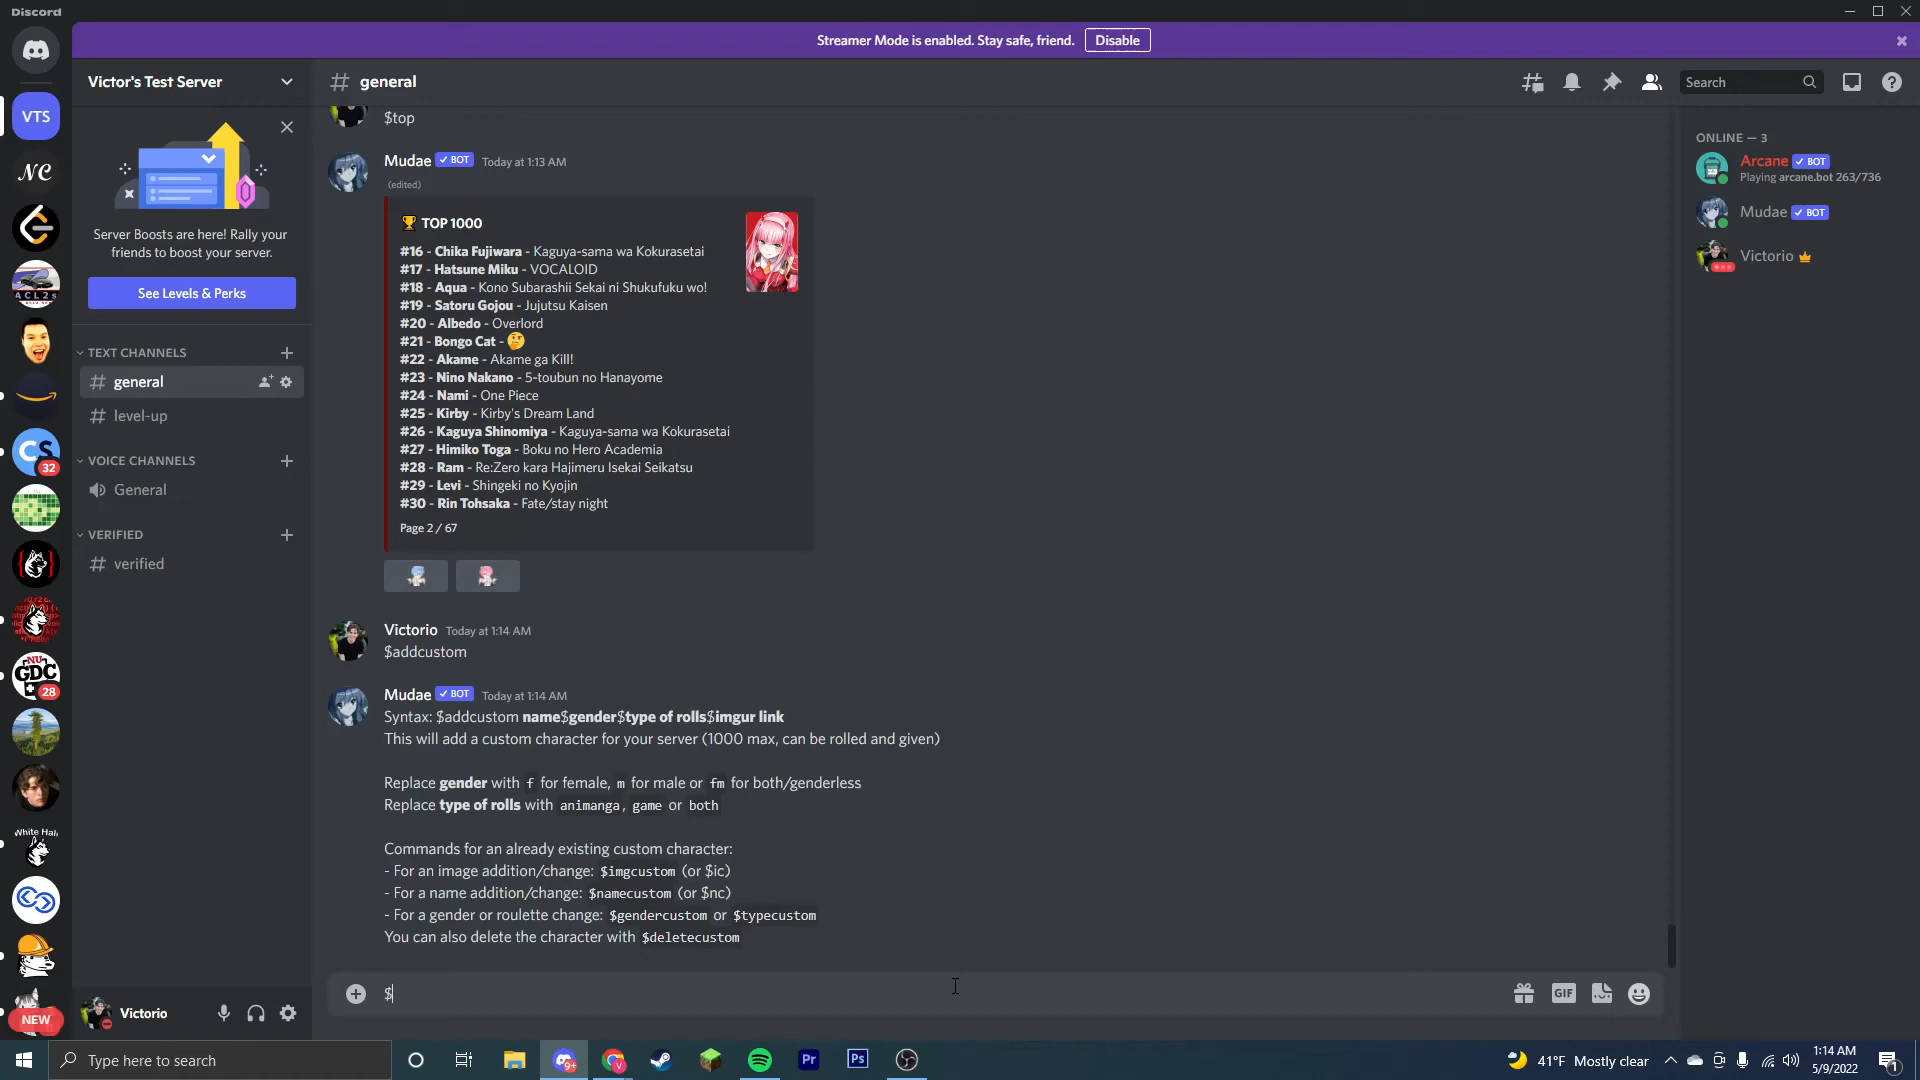 Discord
Streamer Mode is enabled. Stay safe, friend.
Disable
VTS
NC
ACL2s
CS
32
NU
GDC
28
White Hall
NEW
Victor's Test Server
Server Boosts are here! Rally your
friends to boost your server.
See Levels & Perks
TEXT CHANNELS
general
level-up
VOICE CHANNELS
General
VERIFIED
verified
Victorio
# general
Search
$top
Mudae ✓ BOT Today at 1:13 AM
(edited)
🏆 TOP 1000
#16 - Chika Fujiwara - Kaguya-sama wa Kokurasetai
#17 - Hatsune Miku - VOCALOID
#18 - Aqua - Kono Subarashii Sekai ni Shukufuku wo!
#19 - Satoru Gojou - Jujutsu Kaisen
#20 - Albedo - Overlord
#21 - Bongo Cat - 🤔
#22 - Akame - Akame ga Kill!
#23 - Nino Nakano - 5-toubun no Hanayome
#24 - Nami - One Piece
#25 - Kirby - Kirby's Dream Land
#26 - Kaguya Shinomiya - Kaguya-sama wa Kokurasetai
#27 - Himiko Toga - Boku no Hero Academia
#28 - Ram - Re:Zero kara Hajimeru Isekai Seikatsu
#29 - Levi - Shingeki no Kyojin
#30 - Rin Tohsaka - Fate/stay night
Page 2 / 67
Victorio Today at 1:14 AM
$addcustom
Mudae ✓ BOT Today at 1:14 AM
Syntax: $addcustom name$gender$type of rolls$imgur link
This will add a custom character for your server (1000 max, can be rolled and given)
Replace gender with f for female, m for male or fm for both/genderless
Replace type of rolls with animanga, game or both
Commands for an already existing custom character:
- For an image addition/change: $imgcustom (or $ic)
- For a name addition/change: $namecustom (or $nc)
- For a gender or roulette change: $gendercustom or $typecustom
You can also delete the character with $deletecustom
$
GIF
ONLINE — 3
Arcane ✓ BOT
Playing arcane.bot 263/736
Mudae ✓ BOT
Victorio
Type here to search
9+
V
Pr
Ps
41°F Mostly clear
1:14 AM
5/9/2022
1